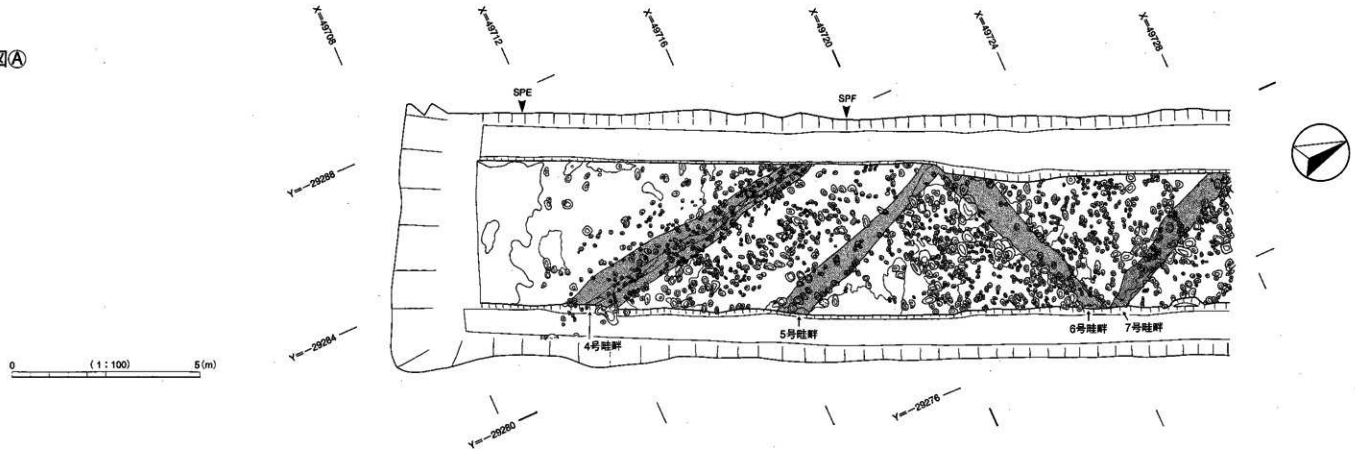 X=49708
X=49712
X=49716
X=49720
X=49724
X=49728
図Ⓐ
SPE
SPF
Y=-29288
Y=-29284
4号畦畔
5号畦畔
6号畦畔
7号畦畔
0 (1:100) 5(m)
Y=-29276
Y=-29280